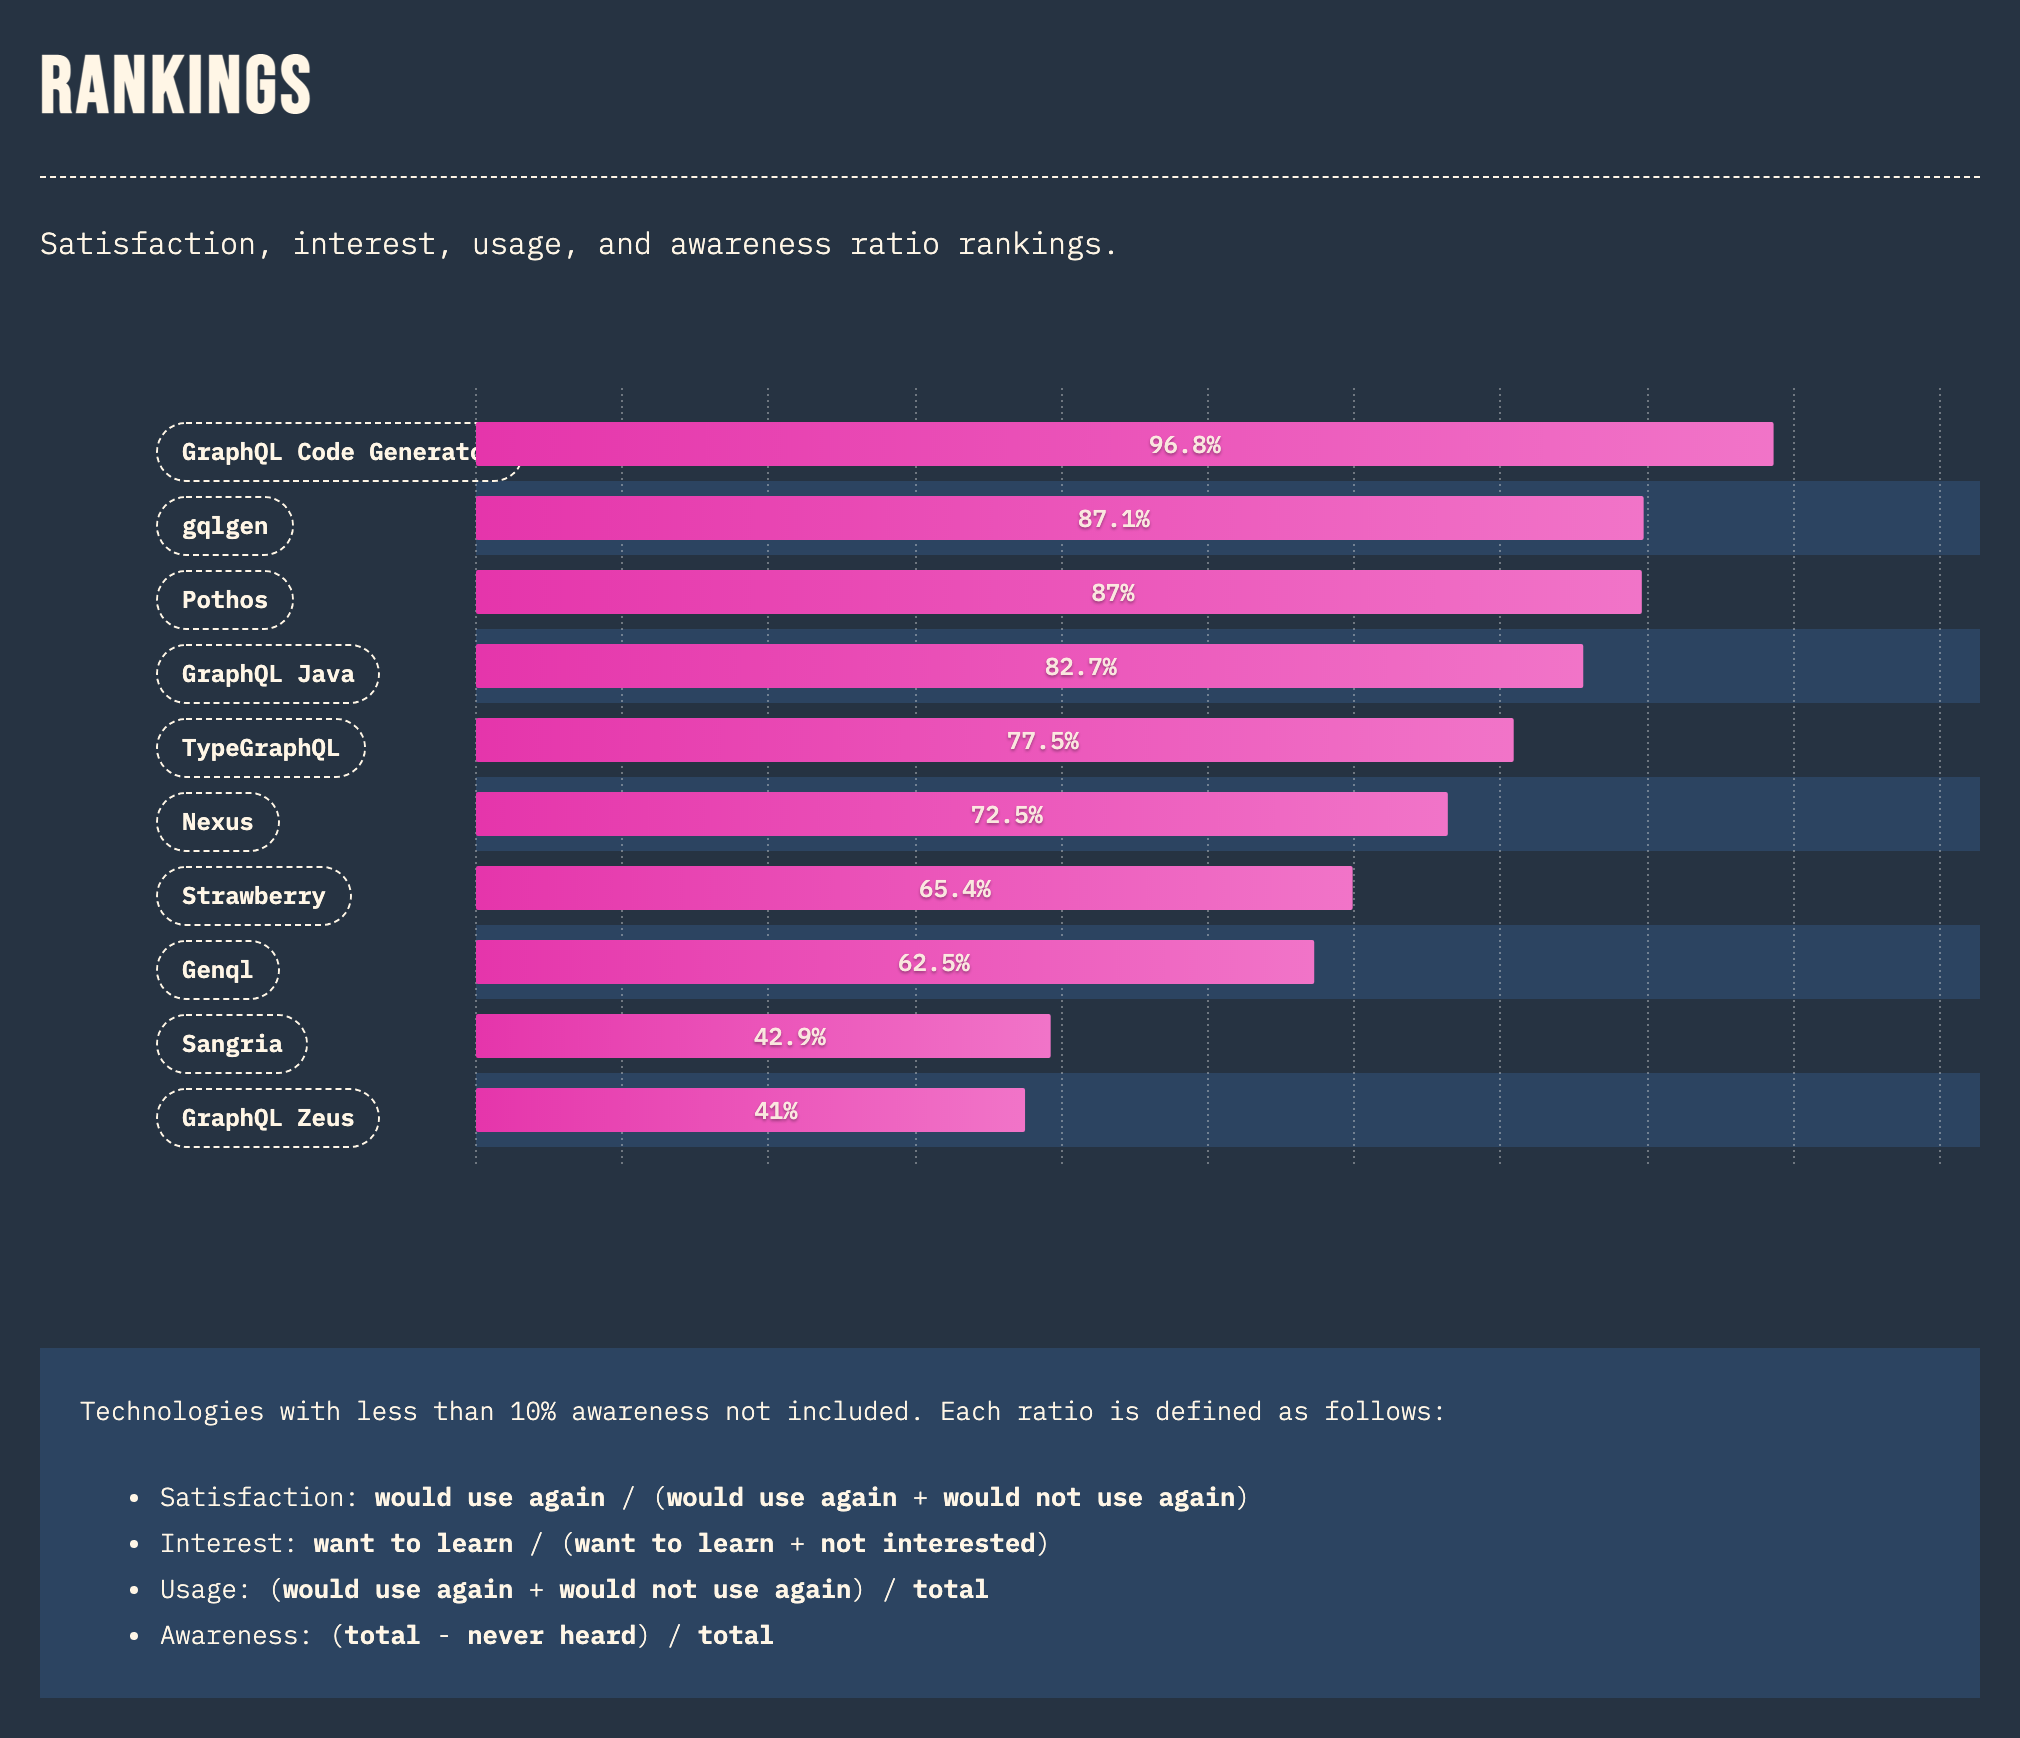 RANKINGS
Satisfaction, interest, usage, and awareness ratio rankings.
GraphQL Code Generato 96.8%
gqlgen 87.1%
Pothos 87%
GraphQL Java 82.7%
TypeGraphQL 77.5%
Nexus 72.5%
Strawberry 65.4%
Genql 62.5%
Sangria 42.9%
GraphQL Zeus 41%
Technologies with less than 10% awareness not included. Each ratio is defined as follows:
• Satisfaction: would use again / (would use again + would not use again)
• Interest: want to learn / (want to learn + not interested)
• Usage: (would use again + would not use again) / total
• Awareness: (total - never heard) / total